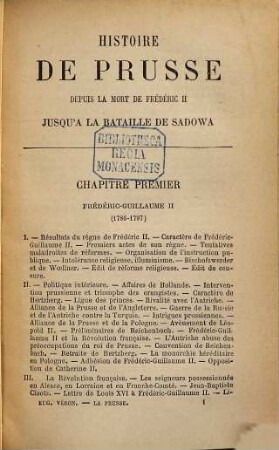 HISTOIRE
DE PRUSSE
DEPUIS LA MORT DE FRÉDÉRIC II
JUSQU'A LA BATAILLE DE SADOWA
BIBLIOTHECA
REGIA
MONACENSIS
CHAPITRE PREMIER
FRÉDÉRIC-GUILLAUME II
(1786-1797)
I. — Résultats du règne de Frédéric II. — Caractère de Frédéric-
Guillaume II. — Premiers actes de son règne. — Tentatives
maladroites de réformes. — Organisation de l'instruction pu-
blique. — Intolérance religieuse, illuminisme. — Bischofswerder
et de Wœllner. — Édit de réforme religieuse. — Édit de cen-
sure.
II. — Politique intérieure. — Affaires de Hollande. — Interven-
tion prussienne et triomphe des orangistes. — Caractère de
Hertzberg. — Ligue des princes. — Rivalité avec l'Autriche. —
Alliance de la Prusse et de l'Angleterre. — Guerre de la Russie
et de l'Autriche contre la Turquie. — Intrigues prussiennes. —
Alliance de la Prusse et de la Pologne. — Avénement de Léo-
pold II. — Préliminaires de Reichenbach. — Frédéric-Guil-
laume II et la Révolution française. — L'Autriche abuse des
préoccupations du roi de Prusse. — Convention de Reichen-
bach. — Retraite de Hertzberg. — La monarchie héréditaire
en Pologne. — Adhésion de Frédéric-Guillaume II. — Opposi-
tion de Catherine II.
III. — La Révolution française. — Les seigneurs possessionnés
en Alsace, en Lorraine et en Franche-Comté. — Jean-Baptiste
Clootz. — Lettre de Louis XVI à Frédéric-Guillaume II. — Li-
EUG. VÉRON. — LA PRUSSE. 1